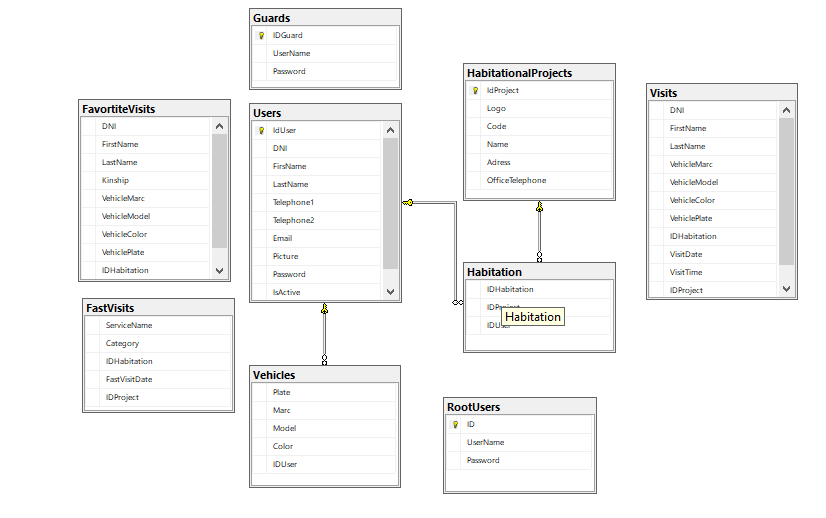 Guards
IDGuard
UserName
Password
FavortiteVisits
DNI
FirstName
LastName
Kinship
VehicleMarc
VehicleModel
VehicleColor
VehiclePlate
IDHabitation
Users
IdUser
DNI
FirsName
LastName
Telephone1
Telephone2
Email
Picture
Password
IsActive
HabitationalProjects
IdProject
Logo
Code
Name
Adress
OfficeTelephone
Visits
DNI
FirstName
LastName
VehicleMarc
VehicleModel
VehicleColor
VehiclePlate
IDHabitation
VisitDate
VisitTime
IDProject
Habitation
IDHabitation
Habitation
FastVisits
ServiceName
Category
IDHabitation
FastVisitDate
IDProject
Vehicles
Plate
Marc
Model
Color
IDUser
RootUsers
ID
UserName
Password